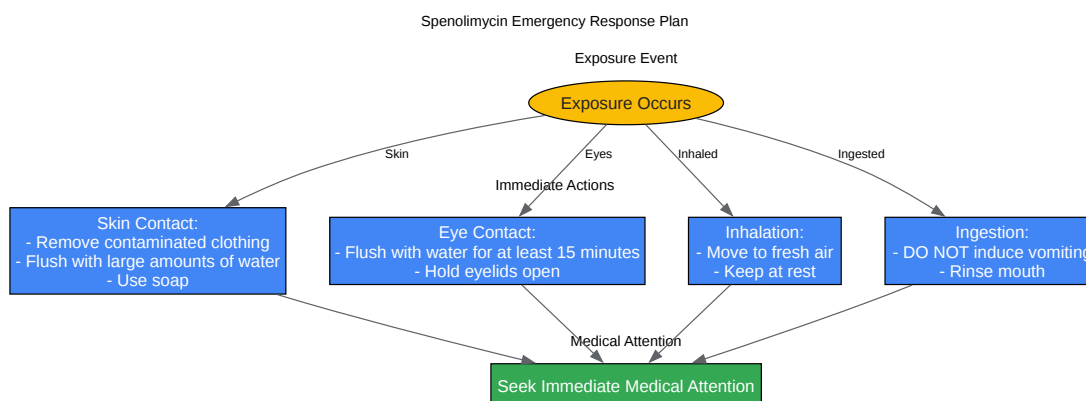 Spenolimycin Emergency Response Plan
Exposure Event
Exposure Occurs
Skin
Eyes
Inhaled
Ingested
Immediate Actions
Skin Contact:
- Remove contaminated clothing
- Flush with large amounts of water
- Use soap
Eye Contact:
- Flush with water for at least 15 minutes
- Hold eyelids open
Inhalation:
- Move to fresh air
- Keep at rest
Ingestion:
- DO NOT induce vomiting
- Rinse mouth
Medical Attention
Seek Immediate Medical Attention